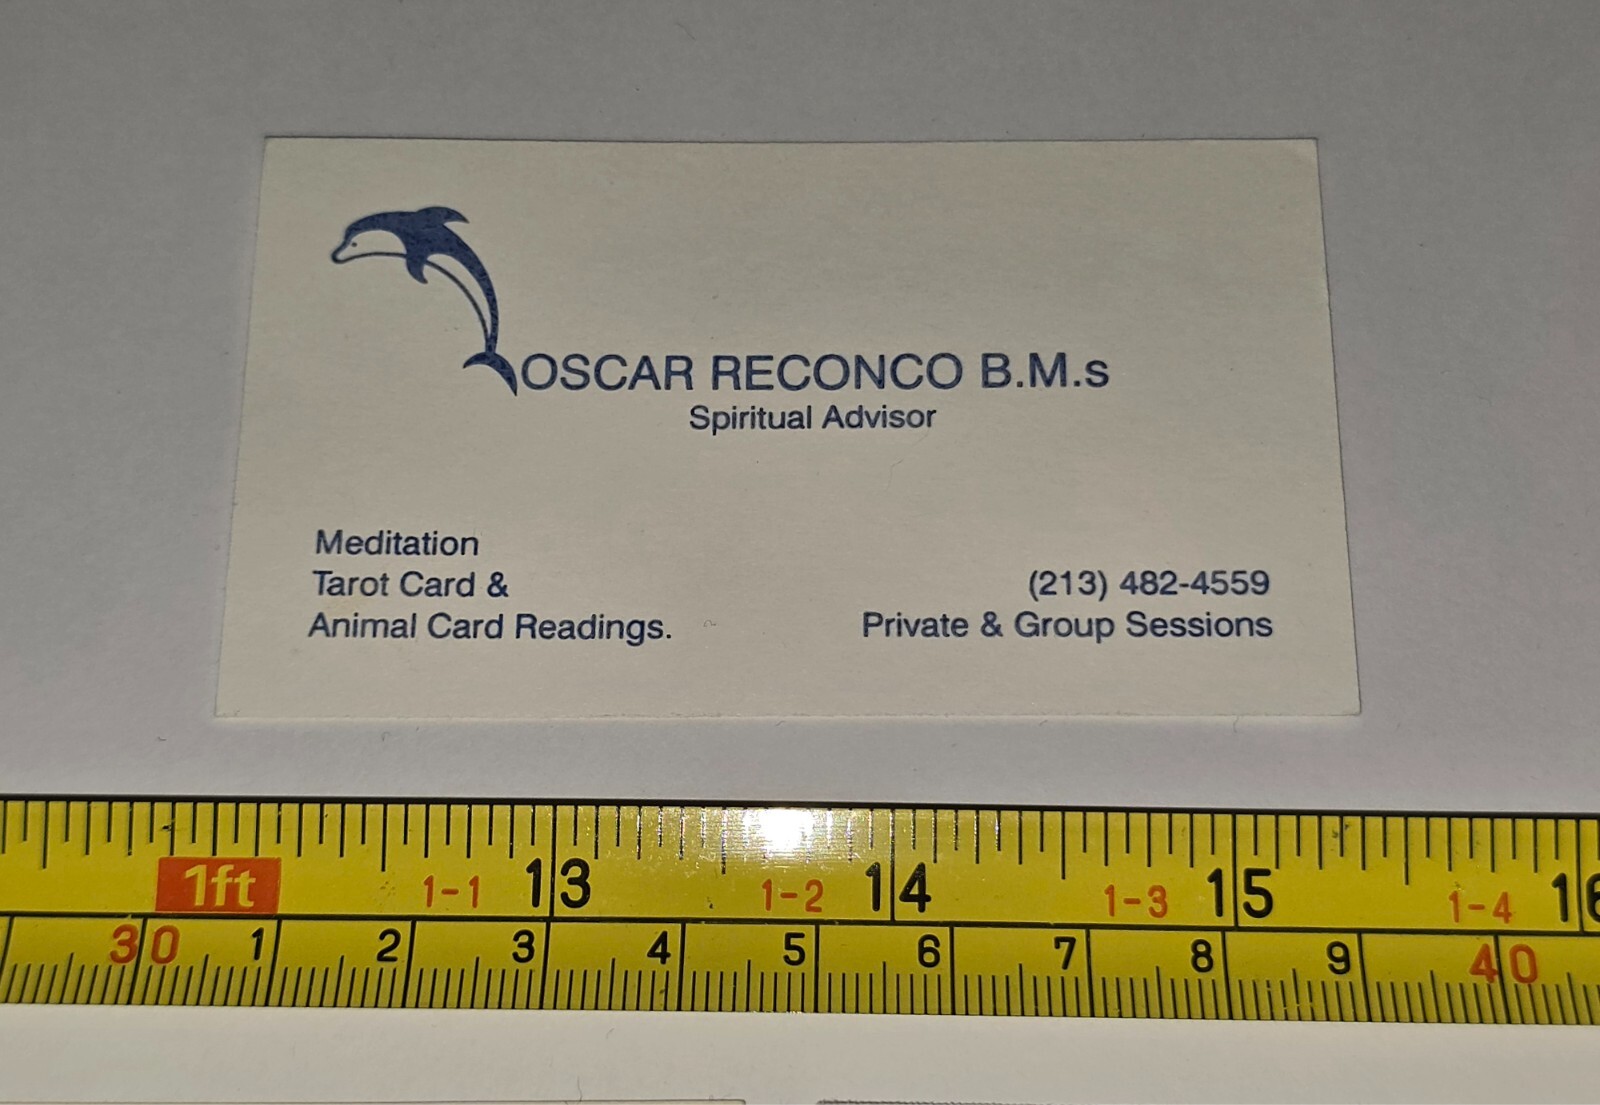 OSCAR RECONCO B.M.s
Spiritual Advisor
Meditation
Tarot Card &
Animal Card Readings.
(213) 482-4559
Private & Group Sessions
1ft 1-1 13 1-2 14 1-3 15 1-4 16
30 1 2 3 4 5 6 7 8 9 40